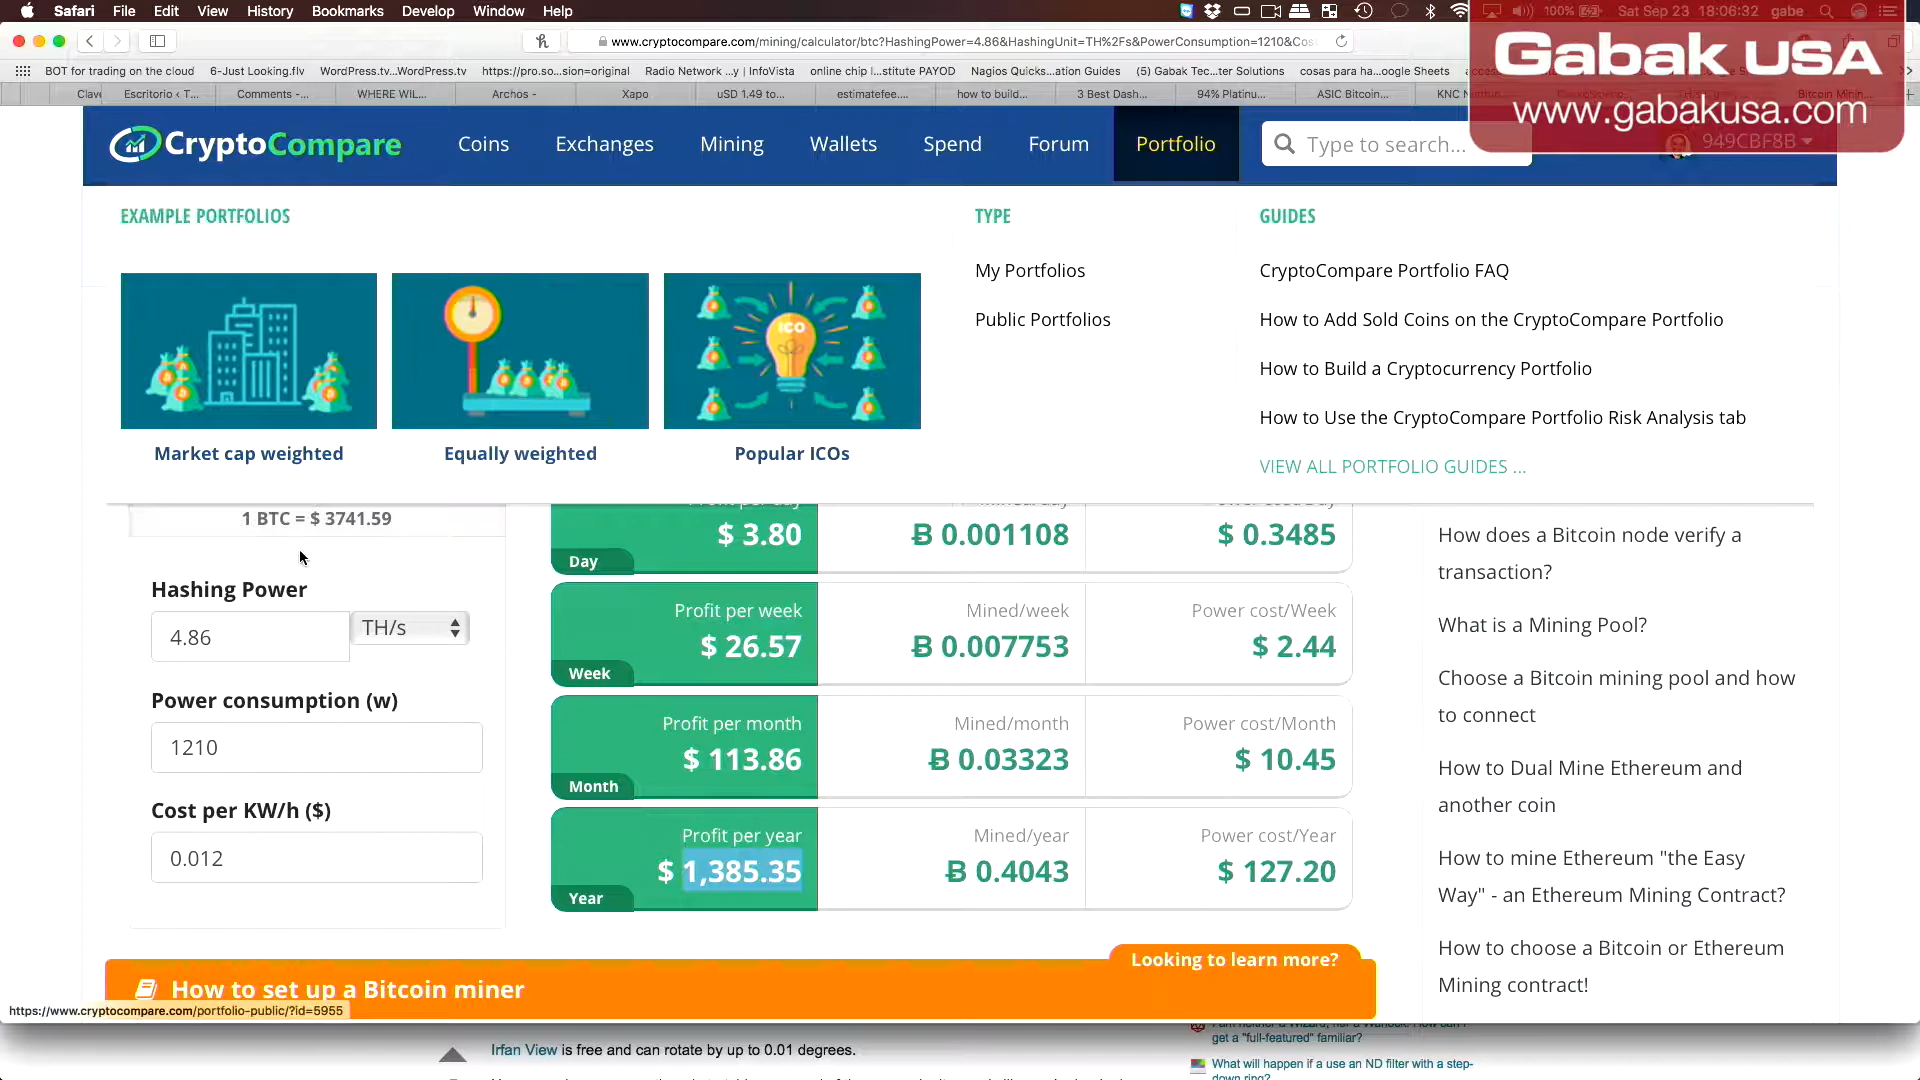 Safari File Edit View History Bookmarks Develop Window Help
100% Sat Sep 23 18:06:32 gabe
www.cryptocompare.com/mining/calculator/btc?HashingPower=4.86&HashingUnit=TH%2Fs&PowerConsumption=1210&Cos
BOT for trading on the cloud 6-Just Looking.flv WordPress.tv...WordPress.tv https://pro.so...sion=original Radio Network ...y | InfoVista online chip l...stitute PAYOD Nagios Quicks...ation Guides (5) Gabak Tec...ter Solutions cosas para ha...oogle Sheets
Clave Escritorio ‹ T... Comments -... WHERE WIL... Archos - Xapo uSD 1.49 to... estimatefee.... how to build... 3 Best Dash... 94% Platinu... ASIC Bitcoin... Bitcoin Minin...
Gabak USA
www.gabakusa.com
CryptoCompare Coins Exchanges Mining Wallets Spend Forum Portfolio Type to search... 949CBF8B
EXAMPLE PORTFOLIOS
ICO
Market cap weighted Equally weighted Popular ICOs
TYPE
My Portfolios
Public Portfolios
GUIDES
CryptoCompare Portfolio FAQ
How to Add Sold Coins on the CryptoCompare Portfolio
How to Build a Cryptocurrency Portfolio
How to Use the CryptoCompare Portfolio Risk Analysis tab
VIEW ALL PORTFOLIO GUIDES ...
1 BTC = $ 3741.59
Hashing Power
4.86 TH/s
Power consumption (w)
1210
Cost per KW/h ($)
0.012
$ 3.80 Ƀ 0.001108 $ 0.3485
Day
Profit per week Mined/week Power cost/Week
$ 26.57 Ƀ 0.007753 $ 2.44
Week
Profit per month Mined/month Power cost/Month
$ 113.86 Ƀ 0.03323 $ 10.45
Month
Profit per year Mined/year Power cost/Year
$ 1,385.35 Ƀ 0.4043 $ 127.20
Year
How does a Bitcoin node verify a
transaction?
What is a Mining Pool?
Choose a Bitcoin mining pool and how
to connect
How to Dual Mine Ethereum and
another coin
How to mine Ethereum "the Easy
Way" - an Ethereum Mining Contract?
How to choose a Bitcoin or Ethereum
Mining contract!
Looking to learn more?
How to set up a Bitcoin miner
https://www.cryptocompare.com/portfolio-public/?id=5955
Irfan View is free and can rotate by up to 0.01 degrees.
get a "full-featured" familiar?
What will happen if a use an ND filter with a step-
down ring?